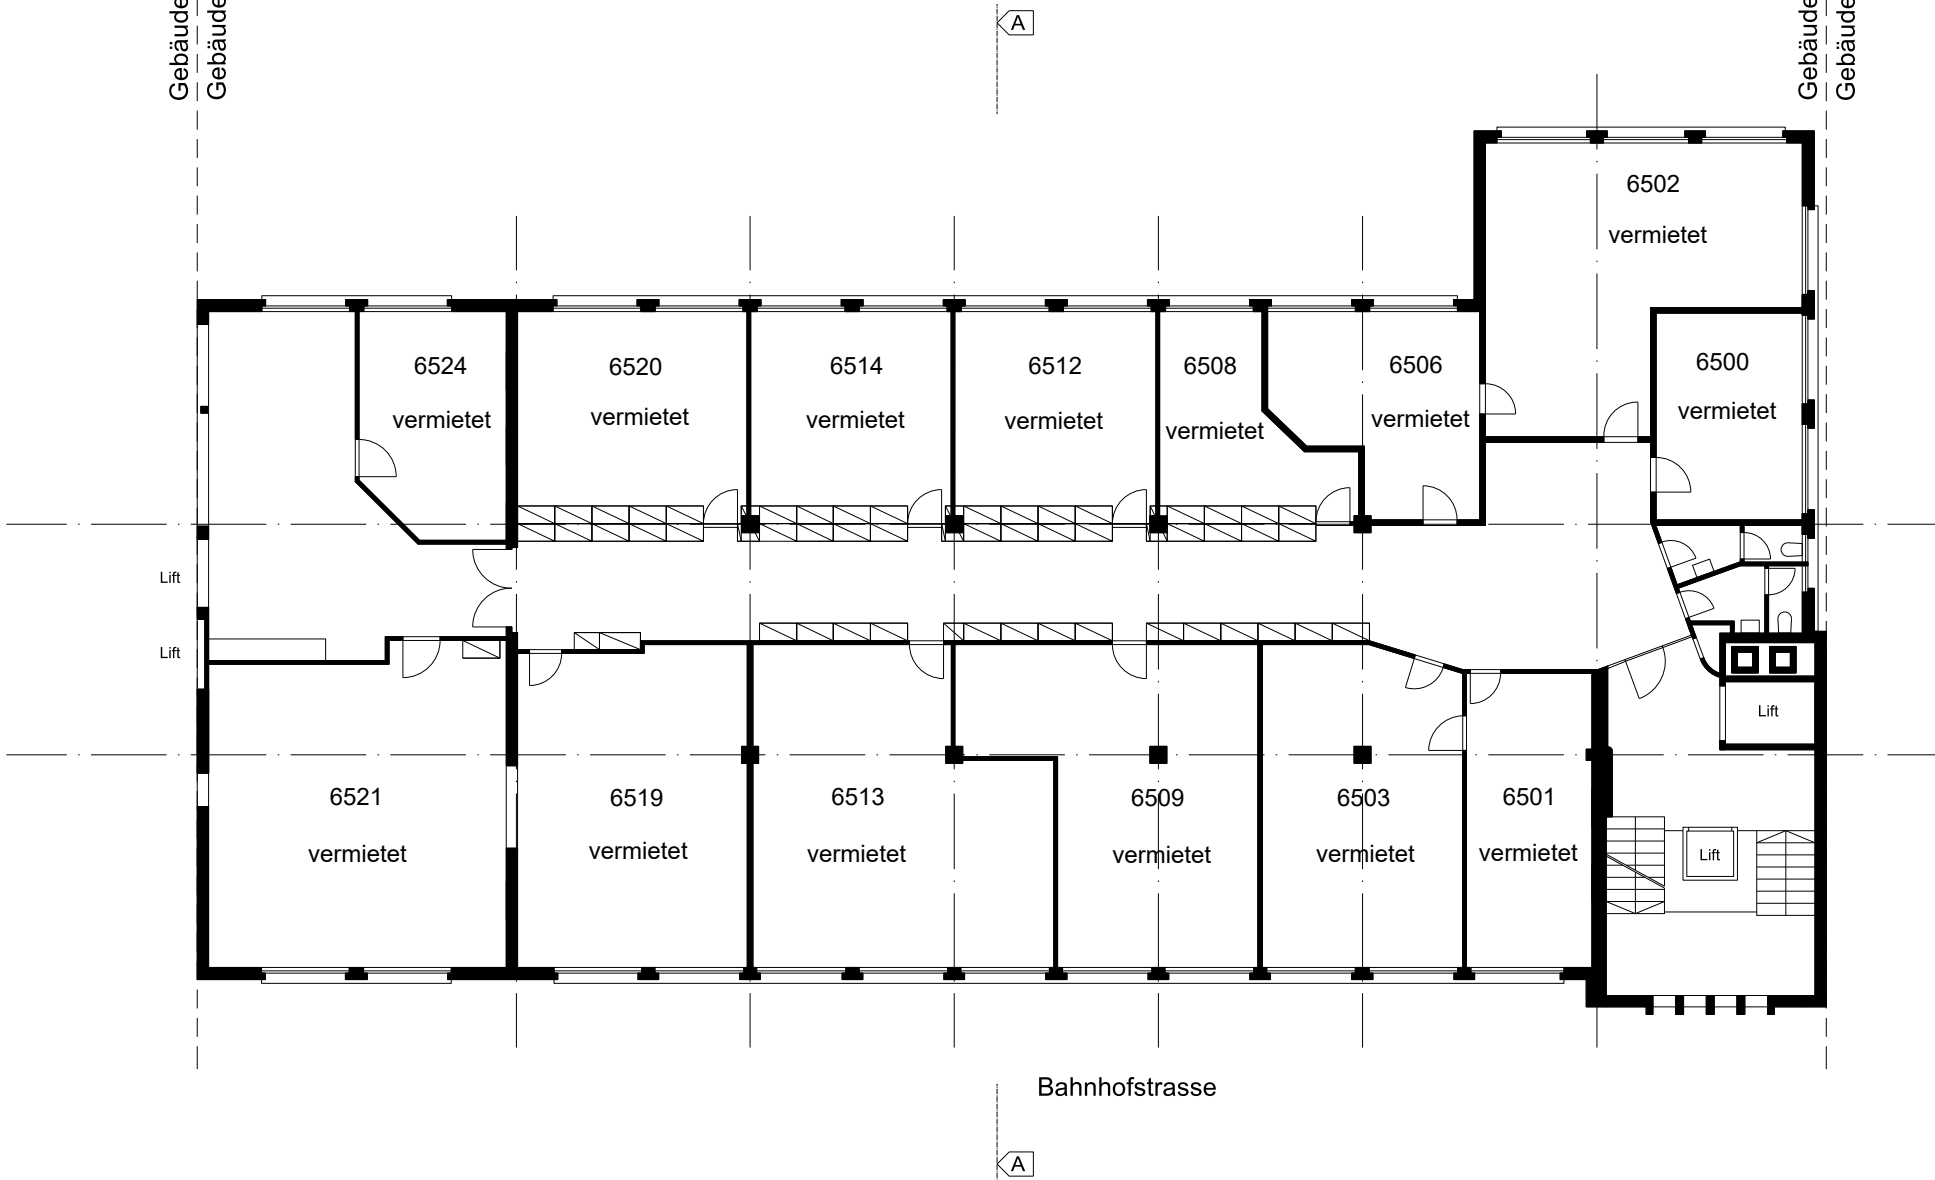 Gebäude
Gebäude
A
Gebäude
Gebäude
6502
vermietet
6524
vermietet
6520
vermietet
6514
vermietet
6512
vermietet
6508
vermietet
6506
vermietet
6500
vermietet
Lift
Lift
Lift
6521
vermietet
6519
vermietet
6513
vermietet
6509
vermietet
6503
vermietet
6501
vermietet
Lift
Bahnhofstrasse
A